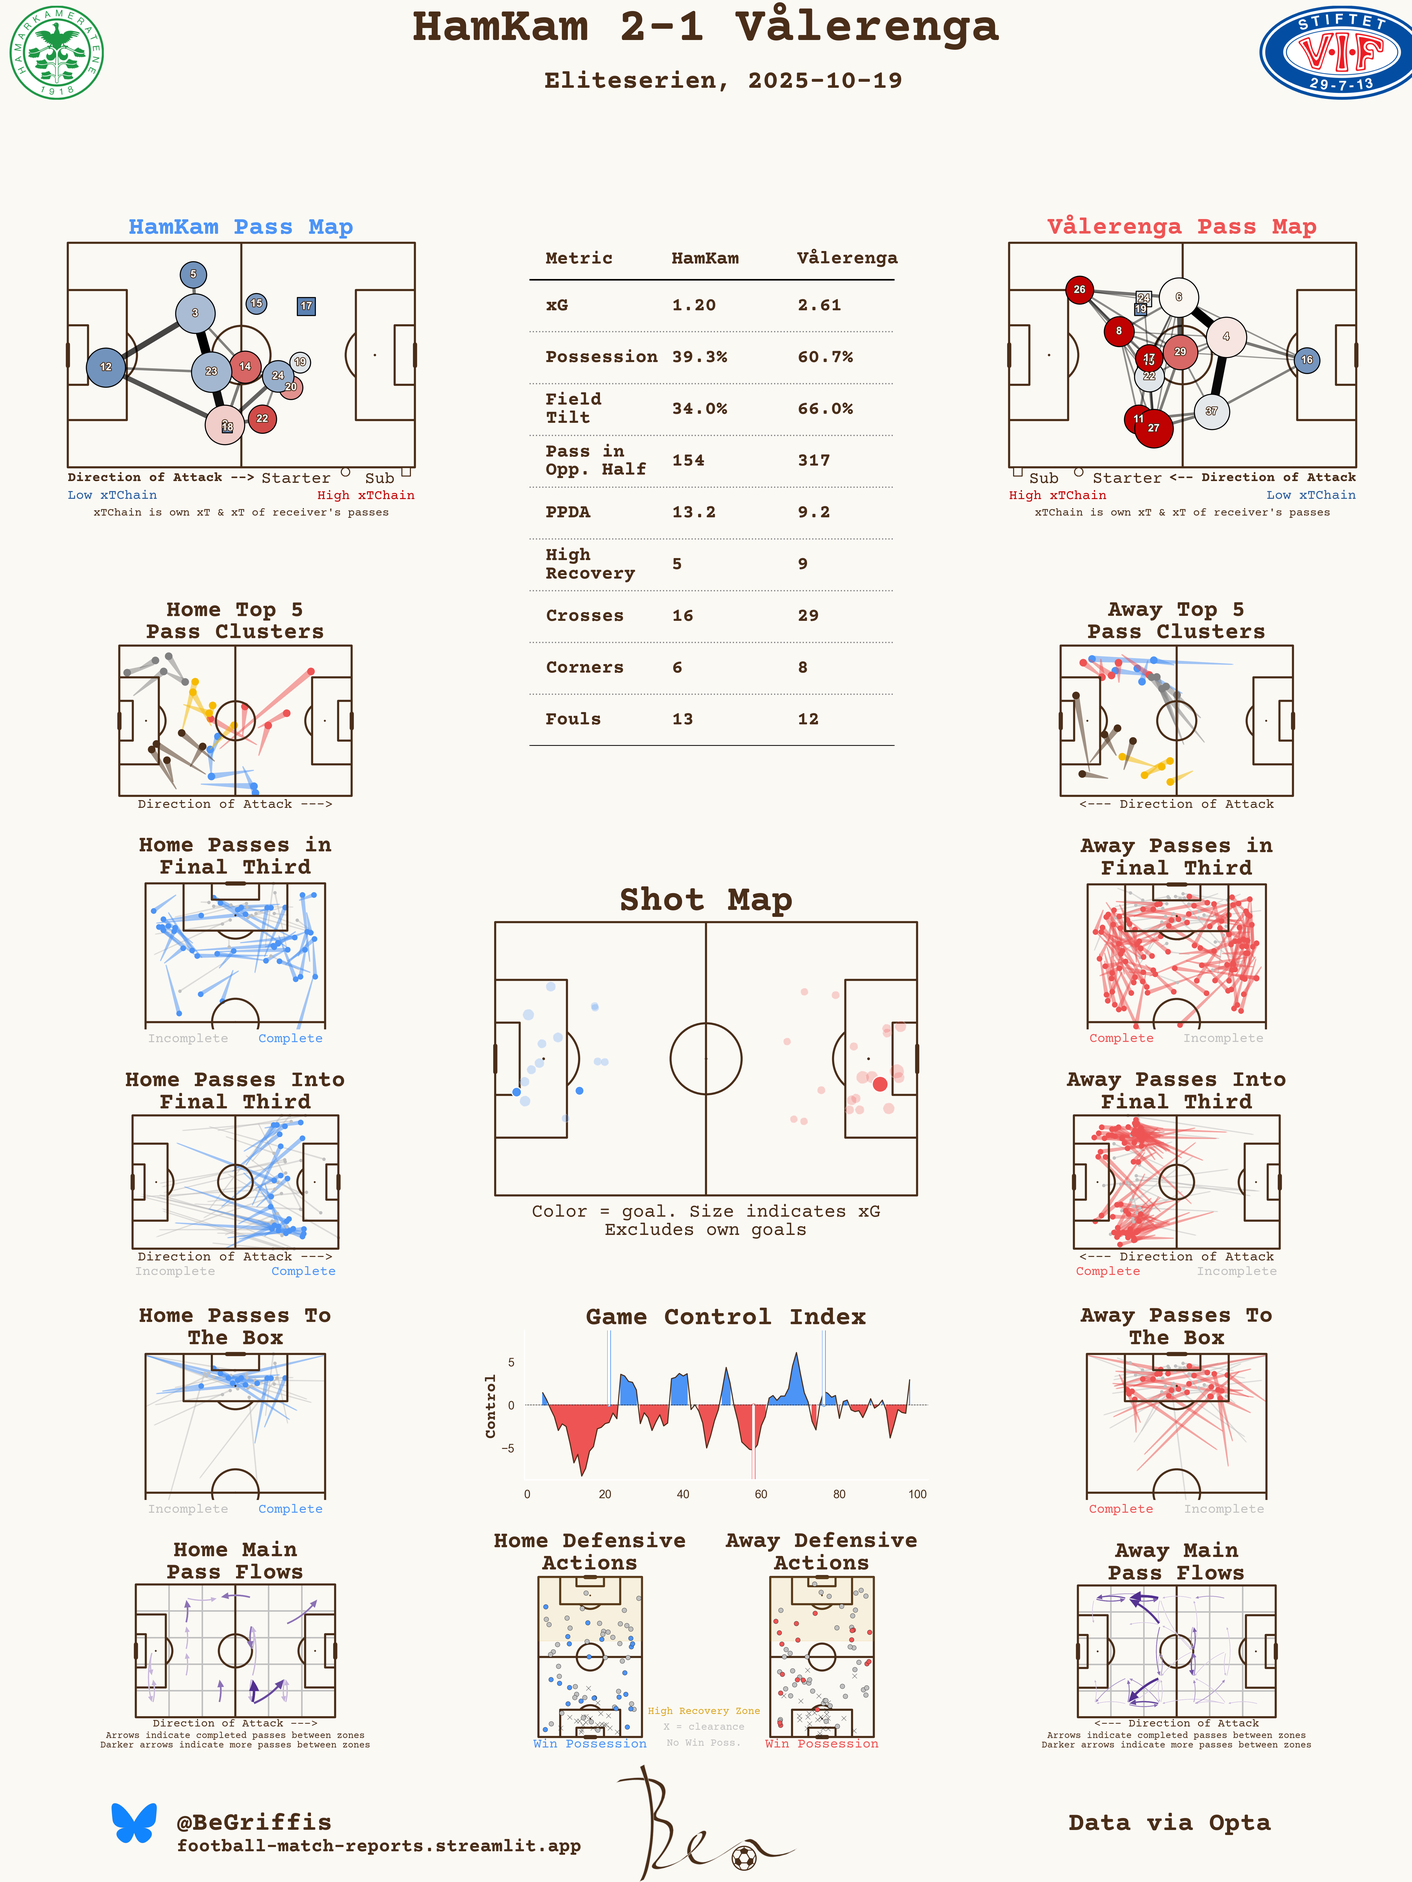 HamKam 2-1 Vålerenga
Eliteserien, 2025-10-19
HAMARKAMERATENE
1918
STIFTET
V·I·F
29-7-13
HamKam Pass Map
5
3
15
17
12
23
14
19
24
20
22
18
Direction of Attack --> Starter Sub
Low xTChain High xTChain
xTChain is own xT & xT of receiver's passes
Metric HamKam Vålerenga
xG 1.20 2.61
Possession 39.3% 60.7%
Field
Tilt 34.0% 66.0%
Pass in
Opp. Half 154 317
PPDA 13.2 9.2
High
Recovery 5 9
Crosses 16 29
Corners 6 8
Fouls 13 12
Vålerenga Pass Map
26
24
6
19
8
4
17
29
16
22
11
27
37
Sub Starter <-- Direction of Attack
High xTChain Low xTChain
xTChain is own xT & xT of receiver's passes
Home Top 5
Pass Clusters
Direction of Attack --->
Away Top 5
Pass Clusters
<--- Direction of Attack
Home Passes in
Final Third
Incomplete Complete
Away Passes in
Final Third
Complete Incomplete
Shot Map
Color = goal. Size indicates xG
Excludes own goals
Home Passes Into
Final Third
Direction of Attack --->
Incomplete Complete
Away Passes Into
Final Third
<--- Direction of Attack
Complete Incomplete
Home Passes To
The Box
Incomplete Complete
Game Control Index
Control
5
0
−5
0 20 40 60 80 100
Away Passes To
The Box
Complete Incomplete
Home Main
Pass Flows
Direction of Attack --->
Arrows indicate completed passes between zones
Darker arrows indicate more passes between zones
Home Defensive
Actions
Win Possession
High Recovery Zone
X = clearance
No Win Poss.
Away Defensive
Actions
Win Possession
Away Main
Pass Flows
<--- Direction of Attack
Arrows indicate completed passes between zones
Darker arrows indicate more passes between zones
@BeGriffis
football-match-reports.streamlit.app
Ben
Data via Opta